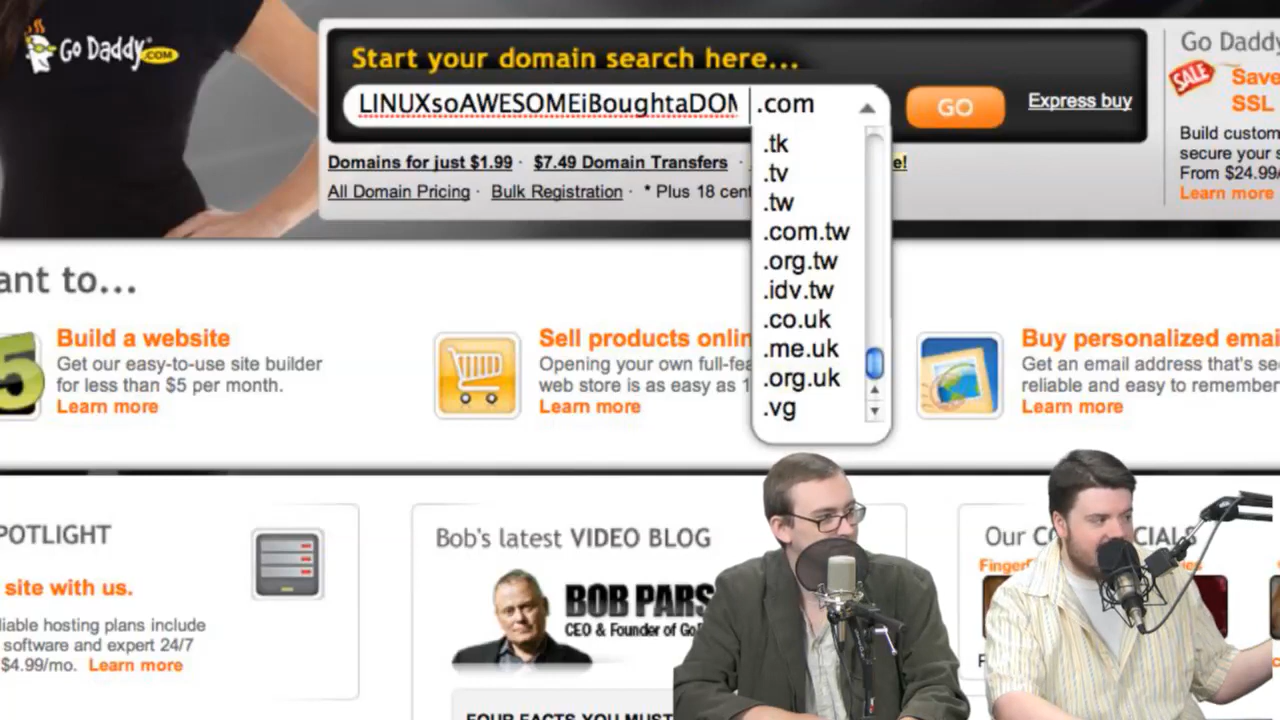 Go Daddy .COM
Start your domain search here...
LINUXsoAWESOMEiBoughtaDOM
.com
GO
Express buy
.tk
.tv
.tw
.com.tw
.org.tw
.idv.tw
.co.uk
.me.uk
.org.uk
.vg
Domains for just $1.99 · $7.49 Domain Transfers · e!
All Domain Pricing · Bulk Registration · * Plus 18 cent
Go Daddy
SALE
Save
SSL
Build custom
secure your s
From $24.99/
Learn more
ant to...
5
Build a website
Get our easy-to-use site builder
for less than $5 per month.
Learn more
Sell products onlin
Opening your own full-fea
web store is as easy as 1
Learn more
Buy personalized emai
Get an email address that's se
reliable and easy to remember
Learn more
POTLIGHT
site with us.
liable hosting plans include
software and expert 24/7
$4.99/mo. Learn more
Bob's latest VIDEO BLOG
BOB PARS
CEO & Founder of Go
FOUR FACTS YOU MUST
Our CO CIALS
Finger